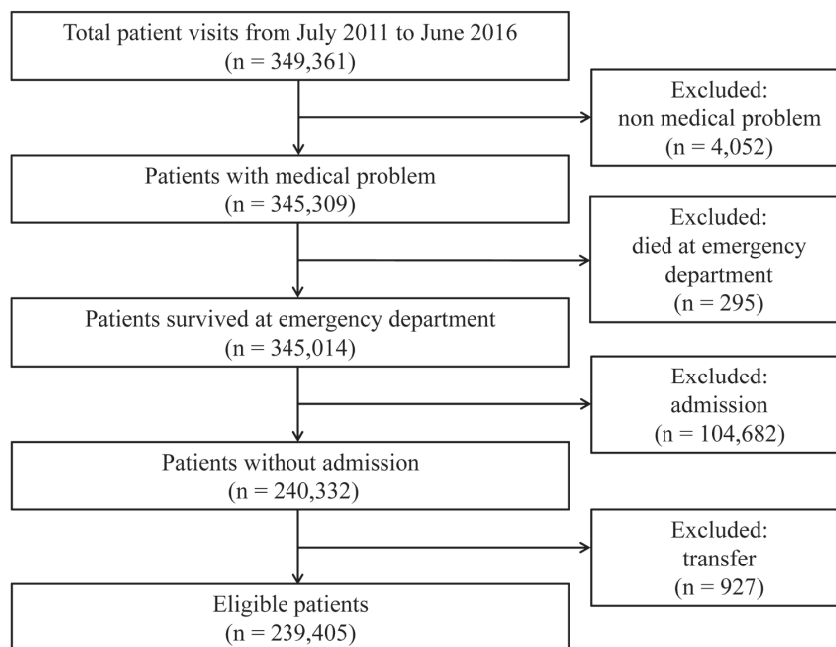 Total patient visits from July 2011 to June 2016
(n = 349,361)
Excluded:
non medical problem
(n = 4,052)
Patients with medical problem
(n = 345,309)
Excluded:
died at emergency
department
(n = 295)
Patients survived at emergency department
(n = 345,014)
Excluded:
admission
(n = 104,682)
Patients without admission
(n = 240,332)
Excluded:
transfer
(n = 927)
Eligible patients
(n = 239,405)